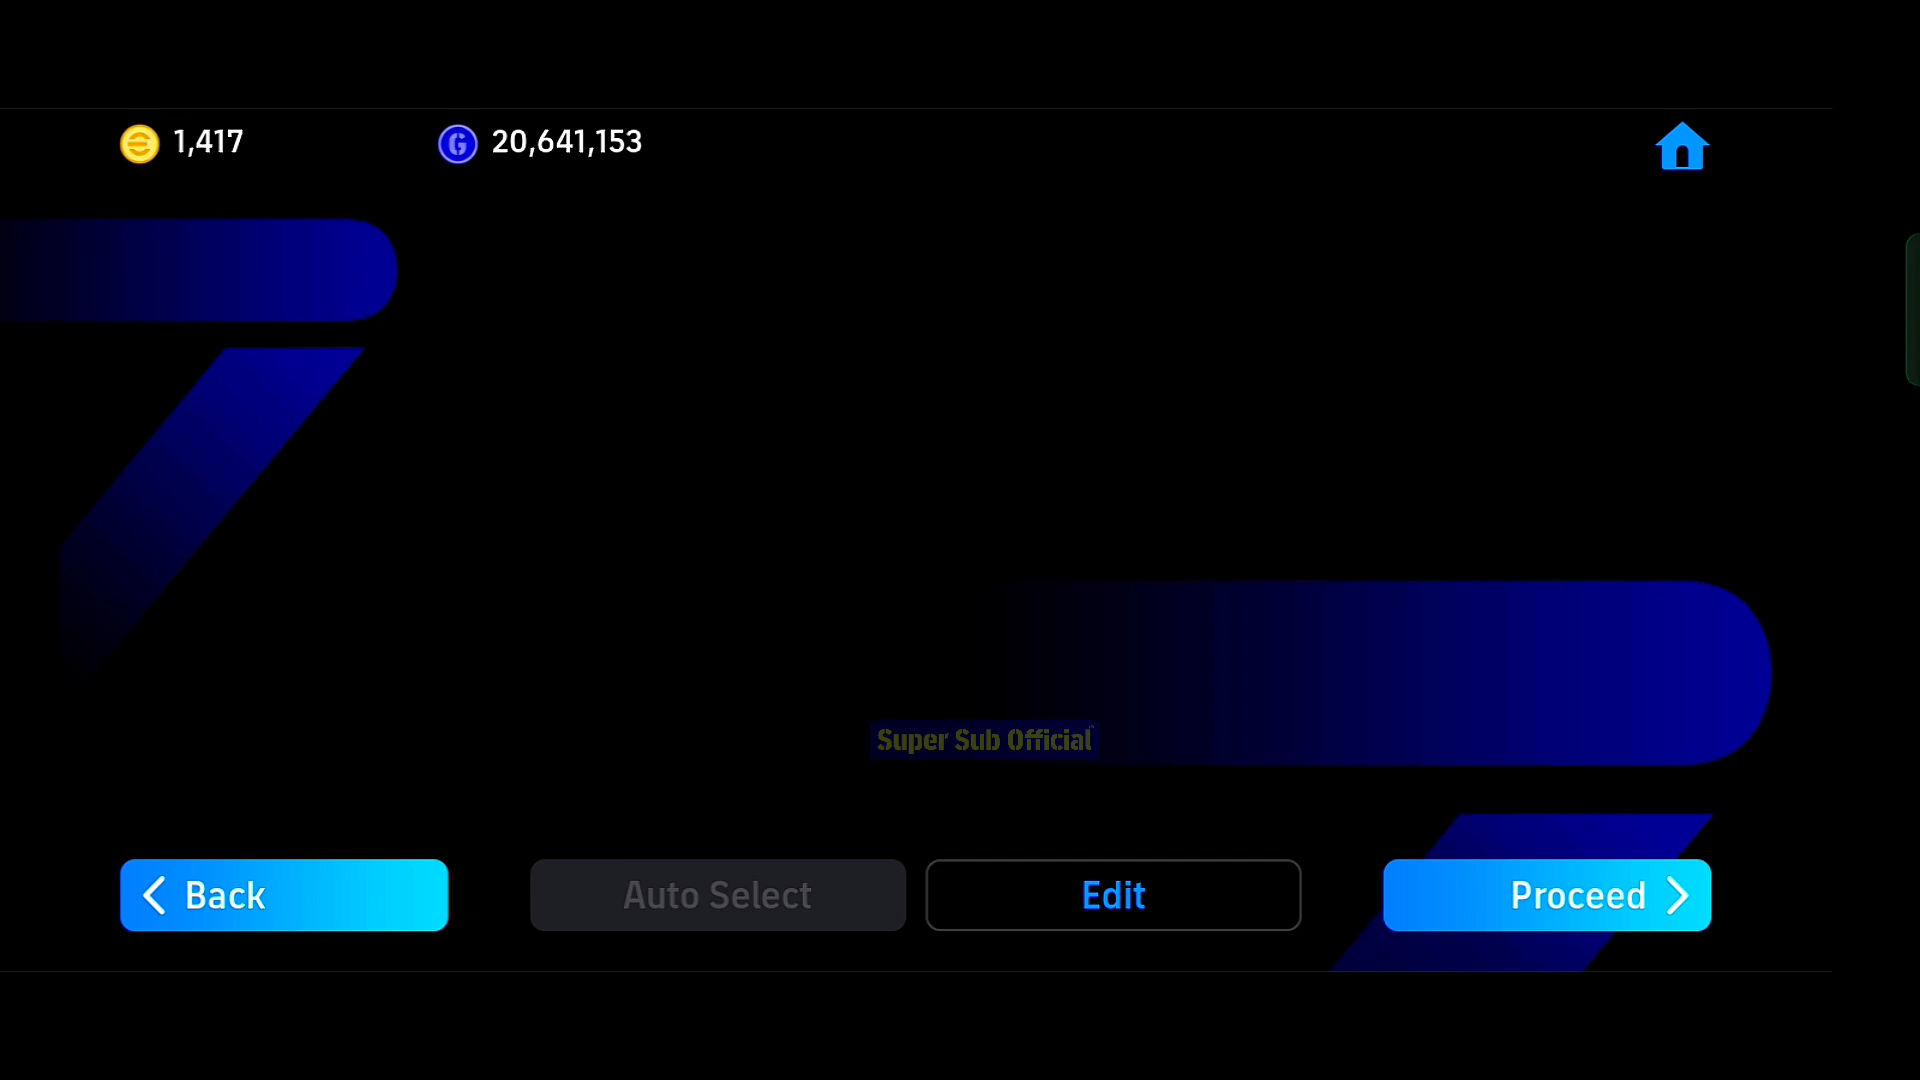 1,417
G 20,641,153
Super Sub Official
Back
Auto Select
Edit
Proceed